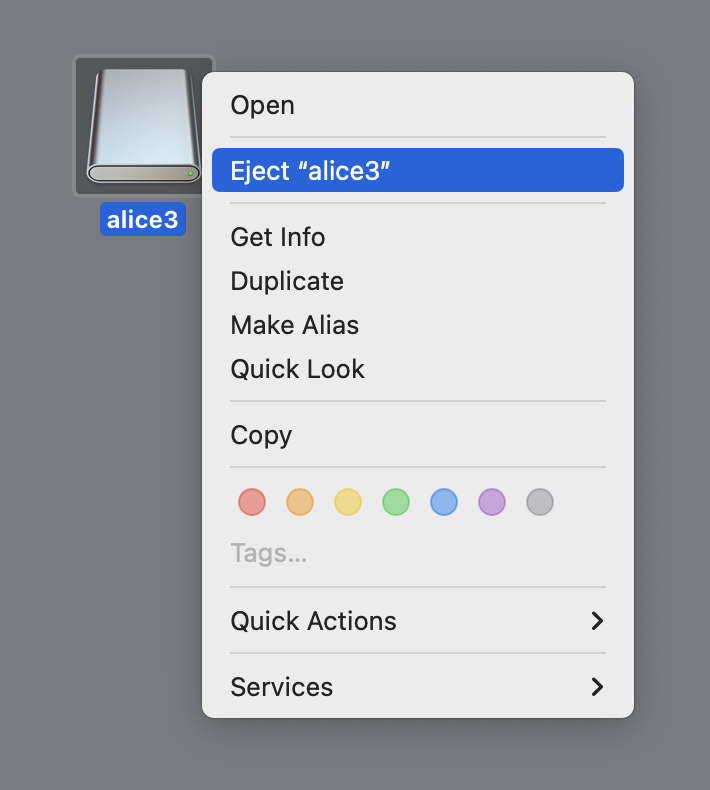 alice3
Open
Eject “alice3”
Get Info
Duplicate
Make Alias
Quick Look
Copy
Tags...
Quick Actions
Services